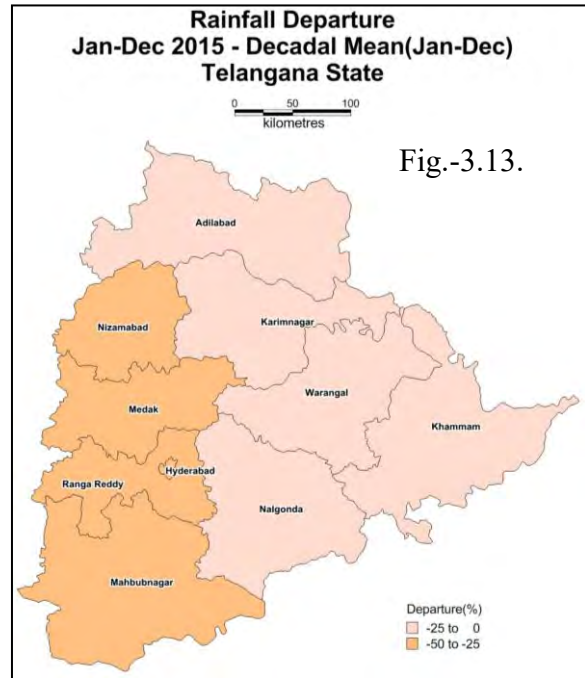 Rainfall Departure
Jan-Dec 2015 - Decadal Mean(Jan-Dec)
Telangana State
0 50 100
kilometres
Fig.-3.13.
Adilabad
Nizamabad
Karimnagar
Warangal
Medak
Khammam
Hyderabad
Ranga Reddy
Nalgonda
Mahbubnagar
Departure(%)
-25 to 0
-50 to -25